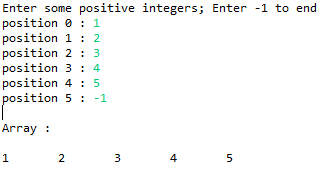 Enter some positive integers; Enter -1 to end
position 0 : 1
position 1 : 2
position 2 : 3
position 3 : 4
position 4 : 5
position 5 : -1
Array :
1 2 3 4 5